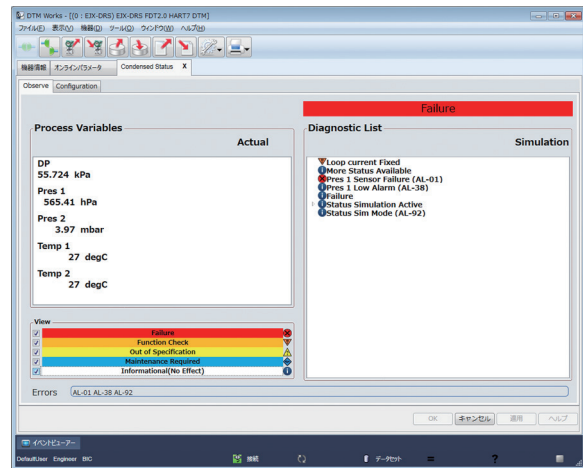 DTM Works - [[0 : EIX-DRS] EJX-DRS FDT2.0 HART7 DTM]
ファイル(F) 表示(V) 機器(D) ツール(O) ウィンドウ(W) ヘルプ(H)
機器情報 オンラインパラメータ Condensed Status X
Observe Configuration
Failure
Process Variables
Actual
DP
55.724 kPa
Pres 1
565.41 hPa
Pres 2
3.97 mbar
Temp 1
27 degC
Temp 2
27 degC
Diagnostic List
Simulation
Loop current Fixed
More Status Available
Pres 1 Sensor Failure (AL-01)
Pres 1 Low Alarm (AL-38)
Failure
Status Simulation Active
Status Sim Mode (AL-92)
View
Failure
Function Check
Out of Specification
Maintenance Required
Informational(No Effect)
Errors AL-01 AL-38 AL-92
OK キャンセル 適用 ヘルプ
イベントビューアー
DefaultUser Engineer BIC 接続 データセット = ?